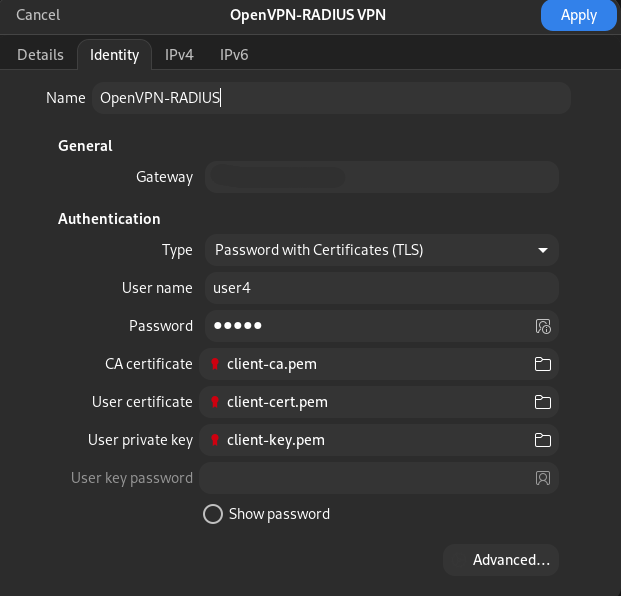 Cancel OpenVPN-RADIUS VPN Apply
Details Identity IPv4 IPv6
Name OpenVPN-RADIUS
General
Gateway
Authentication
Type Password with Certificates (TLS)
User name user4
Password ●●●●●
CA certificate client-ca.pem
User certificate client-cert.pem
User private key client-key.pem
User key password
Show password
Advanced...